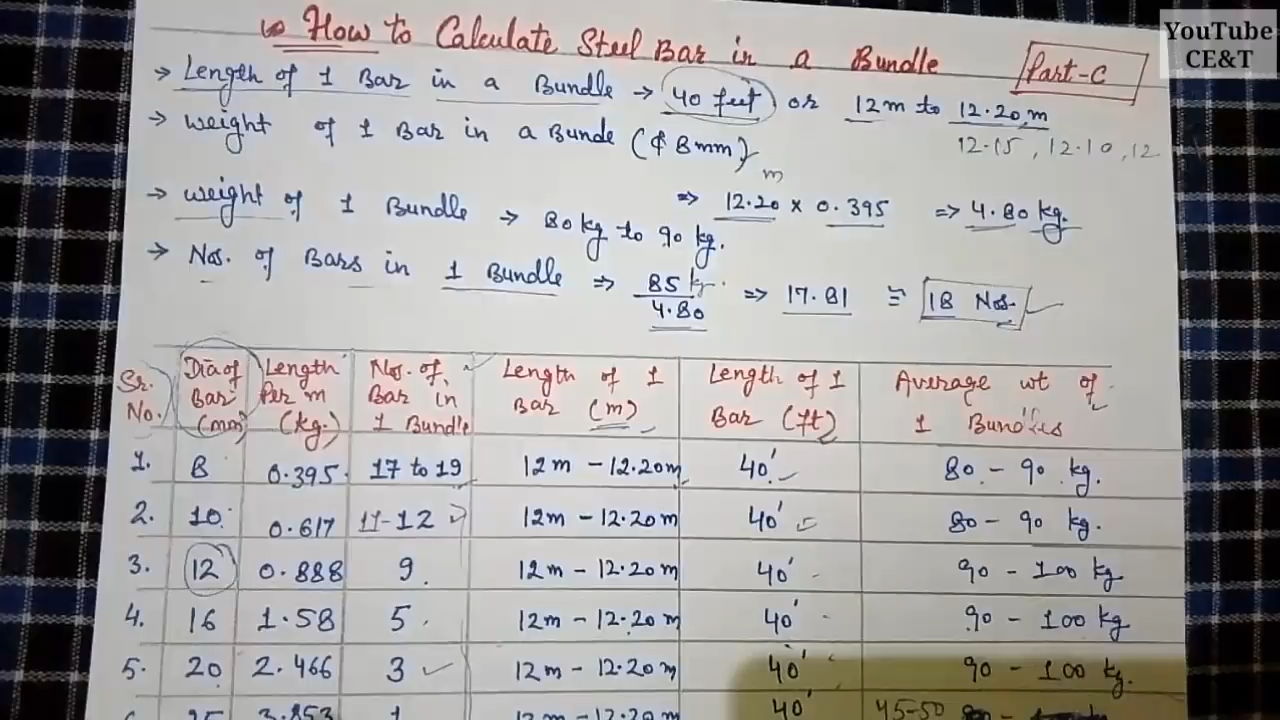 YouTube
CE&T
How to Calculate Steel Bar in a Bundle
Part-C
→ Length of 1 Bar in a Bundle → 40 feet or 12m to 12.20m
12.15, 12.10, 12
→ weight of 1 Bar in a Bunde (ϕ 8mm)
m
⇒ 12.20 x 0.395 ⇒ 4.80 kg.
→ weight of 1 Bundle → 80 kg to 90 kg.
→ Nos. of Bars in 1 Bundle ⇒ 85 kg. / 4.80 ⇒ 17.81 ≅ 18 Nos.
Sr. No. Dia of Bar (mm) Length Per m (kg.) Nos. of Bar in 1 Bundle Length of 1 Bar (m) Length of 1 Bar (ft) Average wt of 1 Bundles
1. 8 0.395 17 to 19 12m - 12.20m 40' 80 - 90 kg.
2. 10 0.617 11-12 12m - 12.20m 40' 80 - 90 kg.
3. 12 0.888 9 12m - 12.20m 40' 90 - 100 kg
4. 16 1.58 5 12m - 12.20m 40' 90 - 100 kg
5. 20 2.466 3 12m - 12.20m 40' 90 - 100 kg.
25 3.853 1 12m - 12.20m 40' 45-50 kg